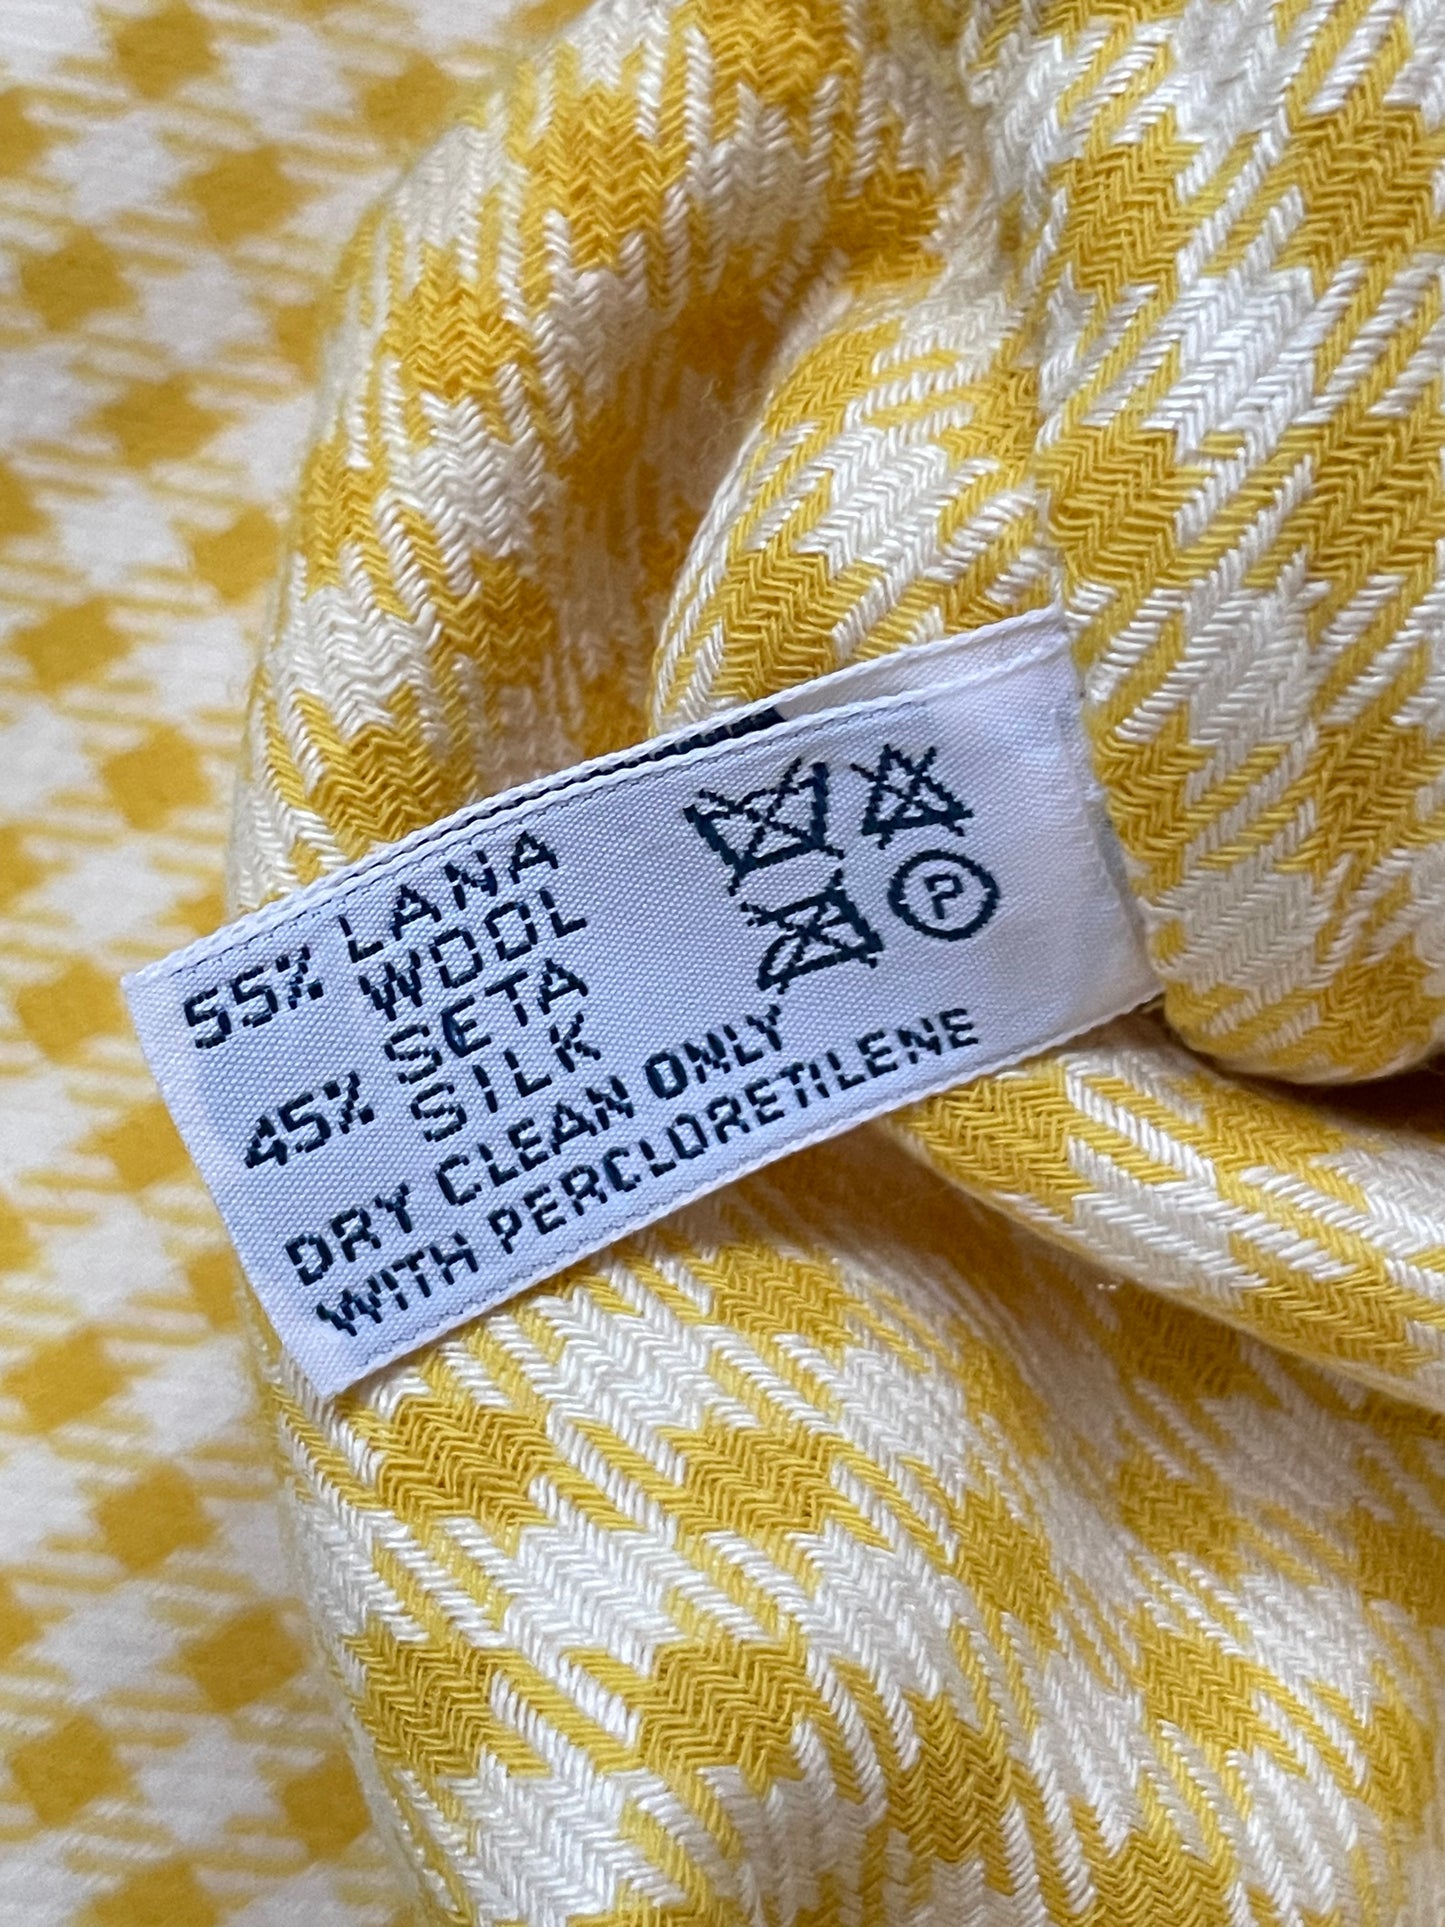 55% LANA
WOOL
45% SETA
SILK
DRY CLEAN ONLY
WITH PERCLORETILENE
P